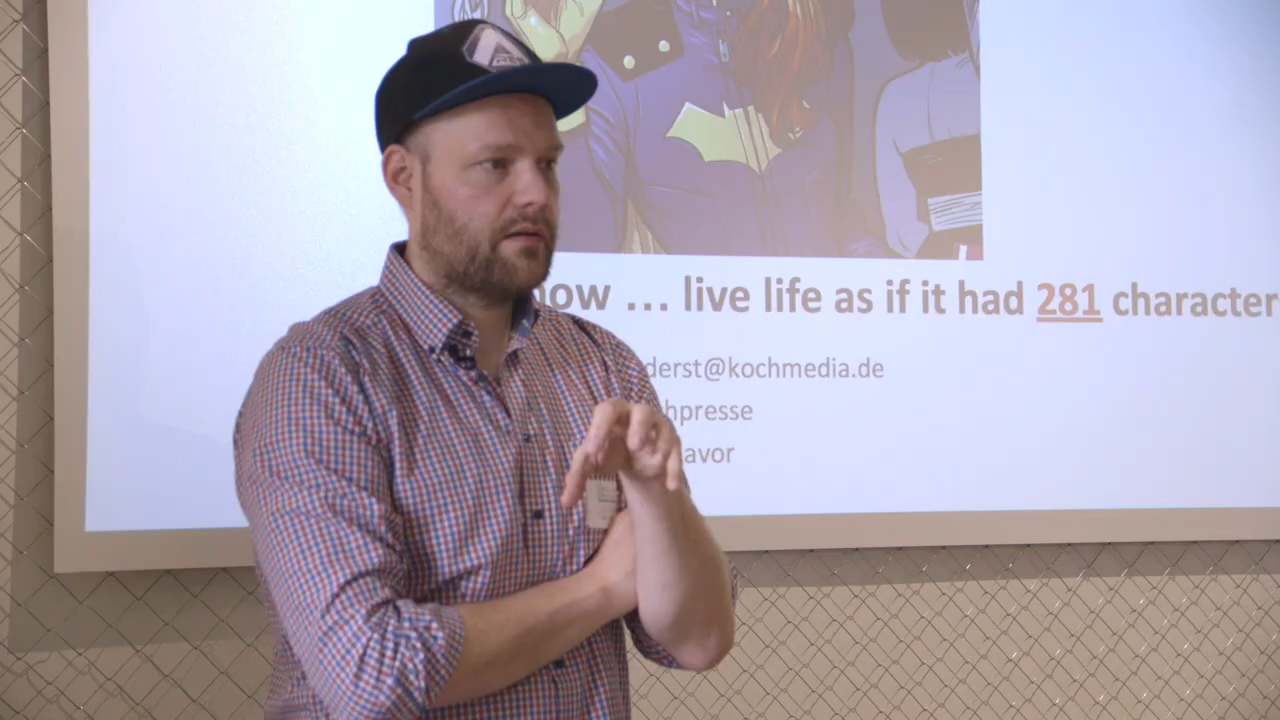 now … live life as if it had 281 character
derst@kochmedia.de
hpresse
avor